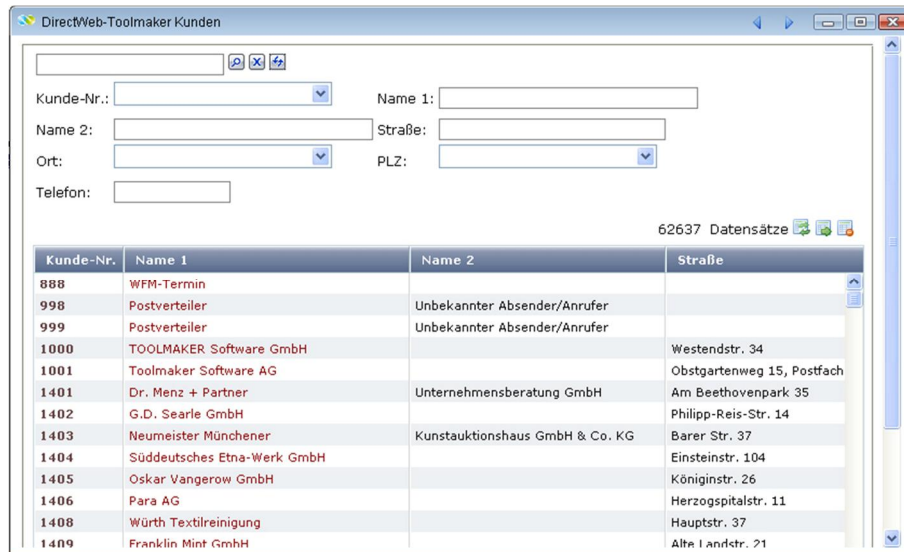 DirectWeb-Toolmaker Kunden
Kunde-Nr.: Name 1:
Name 2: Straße:
Ort: PLZ:
Telefon:
62637 Datensätze
Kunde-Nr. Name 1 Name 2 Straße
888 WFM-Termin
998 Postverteiler Unbekannter Absender/Anrufer
999 Postverteiler Unbekannter Absender/Anrufer
1000 TOOLMAKER Software GmbH Westendstr. 34
1001 Toolmaker Software AG Obstgartenweg 15, Postfach
1401 Dr. Menz + Partner Unternehmensberatung GmbH Am Beethovenpark 35
1402 G.D. Searle GmbH Philipp-Reis-Str. 14
1403 Neumeister Münchener Kunstauktionshaus GmbH & Co. KG Barer Str. 37
1404 Süddeutsches Etna-Werk GmbH Einsteinstr. 104
1405 Oskar Vangerow GmbH Königinstr. 26
1406 Para AG Herzogspitalstr. 11
1408 Würth Textilreinigung Hauptstr. 37
1409 Franklin Mint GmbH Alte Landstr. 21